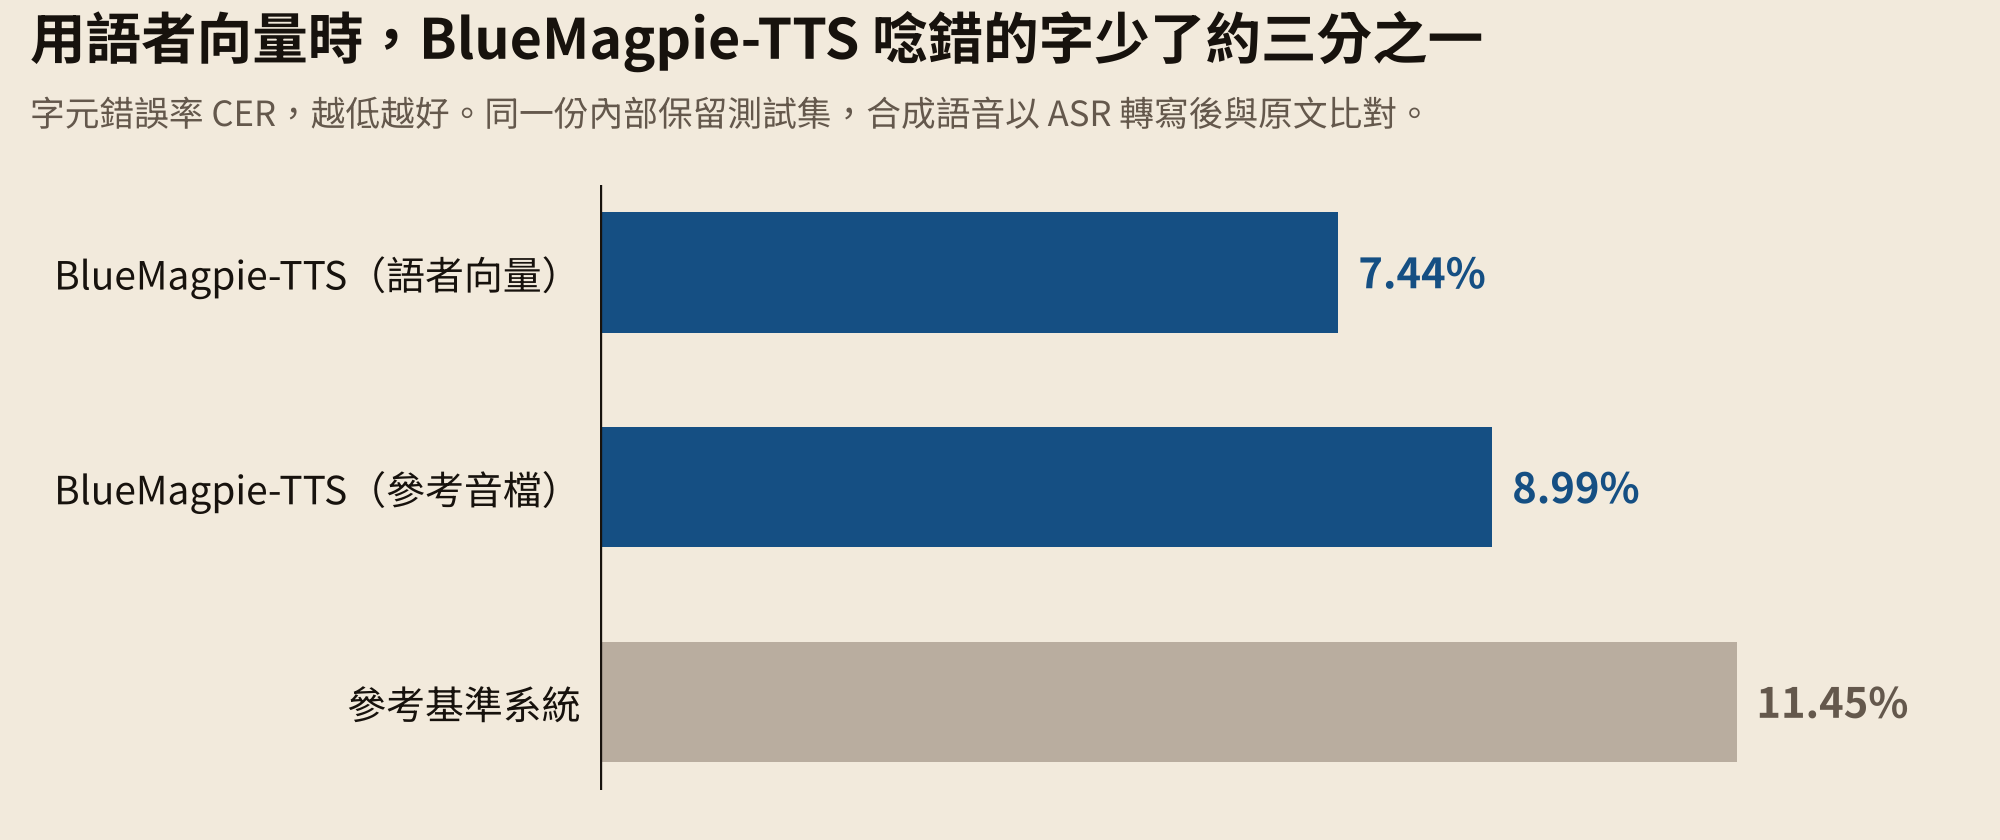 用語者向量時，BlueMagpie-TTS 唸錯的字少了約三分之一
字元錯誤率 CER，越低越好。同一份內部保留測試集，合成語音以 ASR 轉寫後與原文比對。
BlueMagpie-TTS（語者向量）
7.44%
BlueMagpie-TTS（參考音檔）
8.99%
參考基準系統
11.45%